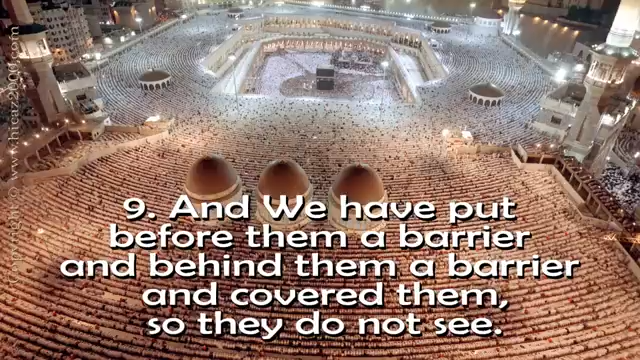 9. And We have put
before them a barrier
and behind them a barrier
and covered them,
so they do not see.